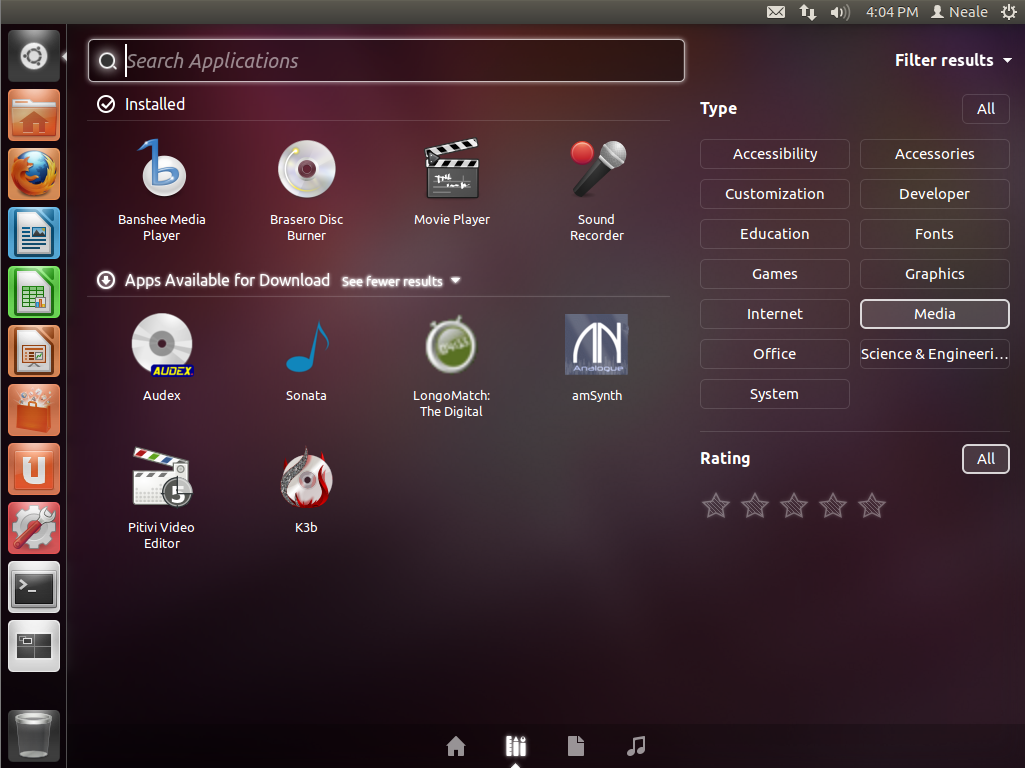 4:04 PM Neale
Search Applications
Filter results
Installed
Type All
Banshee Media
Player
Brasero Disc
Burner
Movie Player
Sound
Recorder
Accessibility Accessories
Customization Developer
Education Fonts
Games Graphics
Internet Media
Office Science & Engineeri...
System
Apps Available for Download See fewer results
AUDEX
Audex
Sonata
LongoMatch:
The Digital
AN
Analogue
amSynth
5
Pitivi Video
Editor
K3b
Rating All